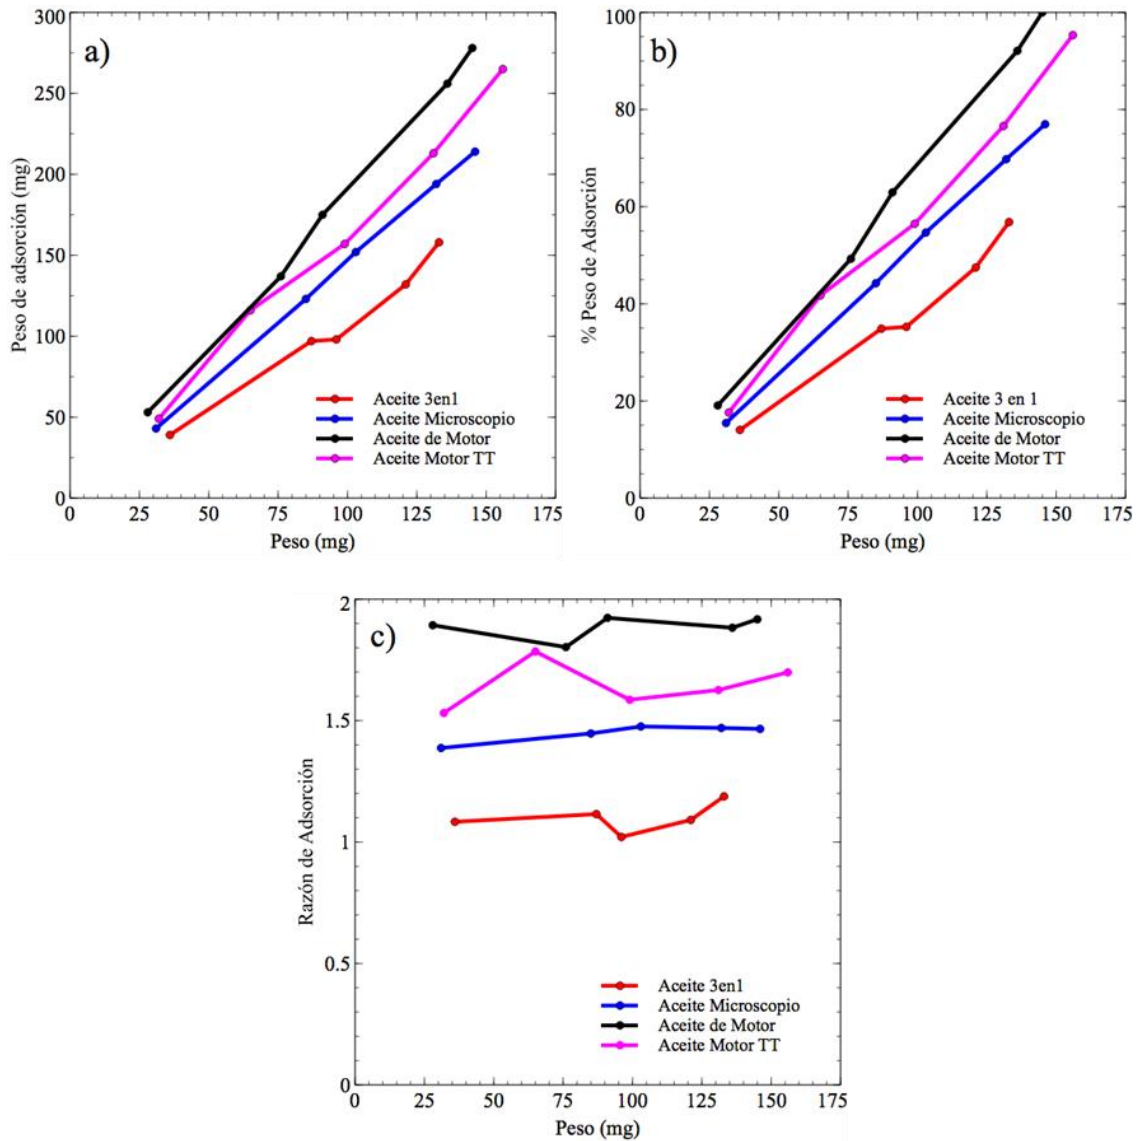 a)
300
250
200
150
100
50
0
Peso de adsorción (mg)
Aceite 3en1
Aceite Microscopio
Aceite de Motor
Aceite Motor TT
0 25 50 75 100 125 150 175
Peso (mg)
b)
100
80
60
40
20
0
% Peso de Adsorción
Aceite 3 en 1
Aceite Microscopio
Aceite de Motor
Aceite Motor TT
0 25 50 75 100 125 150 175
Peso (mg)
c)
2
1.5
1
0.5
0
Razón de Adsorción
Aceite 3en1
Aceite Microscopio
Aceite de Motor
Aceite Motor TT
0 25 50 75 100 125 150 175
Peso (mg)